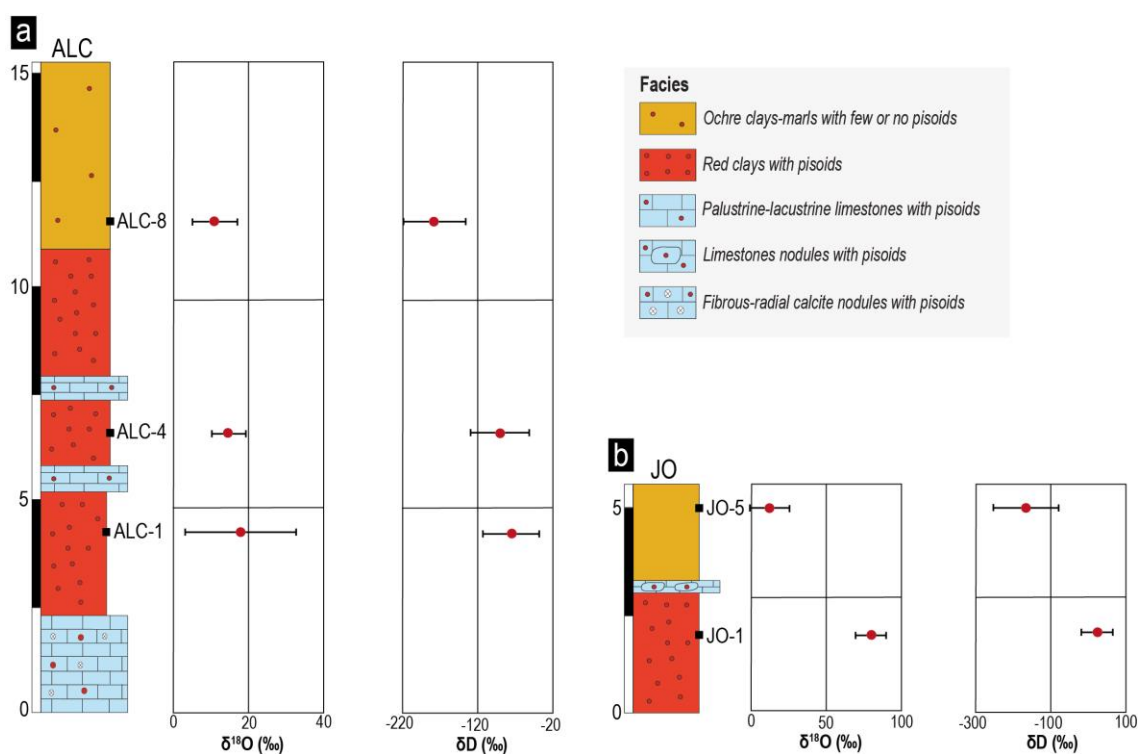 a
ALC
15
10
5
0
ALC-8
ALC-4
ALC-1
0 20 40
δ¹⁸O (‰)
-220 -120 -20
δD (‰)
Facies
Ochre clays-marls with few or no pisoids
Red clays with pisoids
Palustrine-lacustrine limestones with pisoids
Limestones nodules with pisoids
Fibrous-radial calcite nodules with pisoids
b
JO
5
0
JO-5
JO-1
0 50 100
δ¹⁸O (‰)
-300 -100 100
δD (‰)